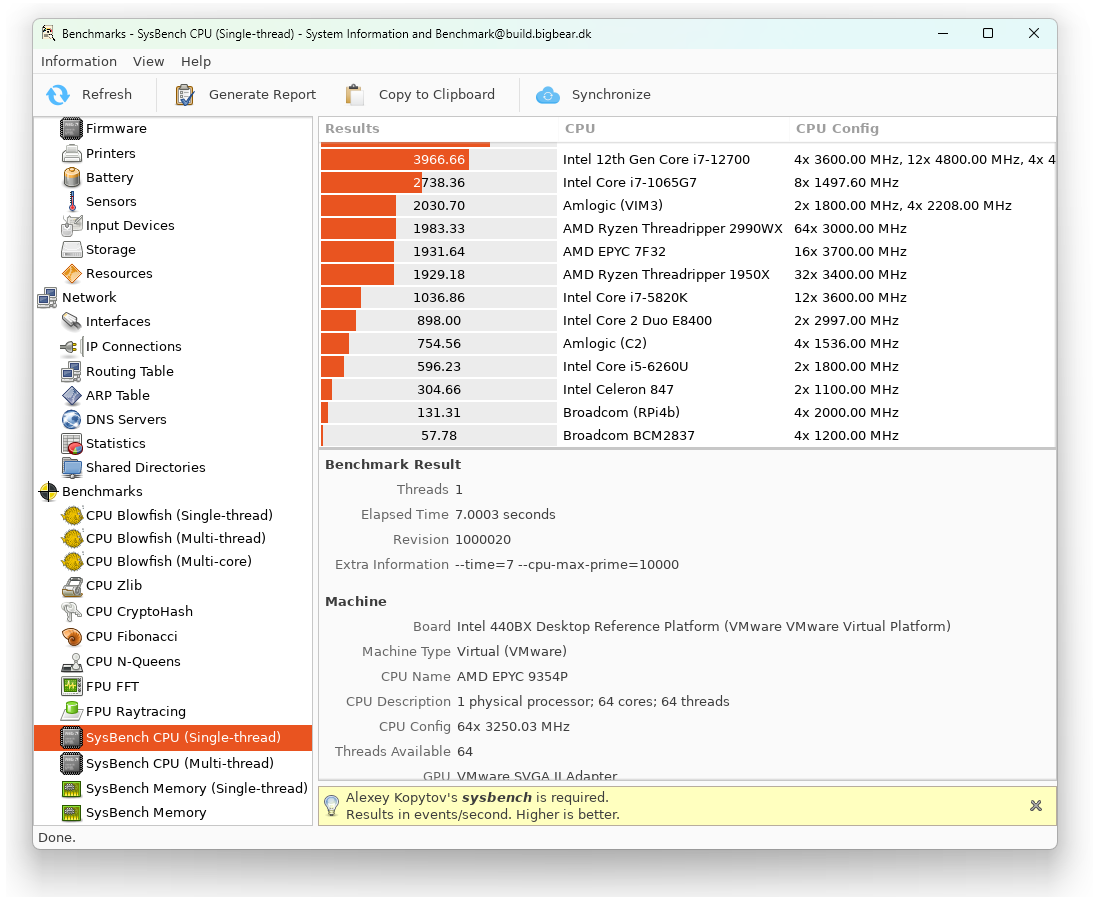 Benchmarks - SysBench CPU (Single-thread) - System Information and Benchmark@build.bigbear.dk
Information View Help
Refresh Generate Report Copy to Clipboard Synchronize
Firmware
Printers
Battery
Sensors
Input Devices
Storage
Resources
Network
Interfaces
IP Connections
Routing Table
ARP Table
DNS Servers
Statistics
Shared Directories
Benchmarks
CPU Blowfish (Single-thread)
CPU Blowfish (Multi-thread)
CPU Blowfish (Multi-core)
CPU Zlib
CPU CryptoHash
CPU Fibonacci
CPU N-Queens
FPU FFT
FPU Raytracing
SysBench CPU (Single-thread)
SysBench CPU (Multi-thread)
SysBench Memory (Single-thread)
SysBench Memory
Results CPU CPU Config
3966.66 Intel 12th Gen Core i7-12700 4x 3600.00 MHz, 12x 4800.00 MHz, 4x 4
2738.36 Intel Core i7-1065G7 8x 1497.60 MHz
2030.70 Amlogic (VIM3) 2x 1800.00 MHz, 4x 2208.00 MHz
1983.33 AMD Ryzen Threadripper 2990WX 64x 3000.00 MHz
1931.64 AMD EPYC 7F32 16x 3700.00 MHz
1929.18 AMD Ryzen Threadripper 1950X 32x 3400.00 MHz
1036.86 Intel Core i7-5820K 12x 3600.00 MHz
898.00 Intel Core 2 Duo E8400 2x 2997.00 MHz
754.56 Amlogic (C2) 4x 1536.00 MHz
596.23 Intel Core i5-6260U 2x 1800.00 MHz
304.66 Intel Celeron 847 2x 1100.00 MHz
131.31 Broadcom (RPi4b) 4x 2000.00 MHz
57.78 Broadcom BCM2837 4x 1200.00 MHz
Benchmark Result
Threads 1
Elapsed Time 7.0003 seconds
Revision 1000020
Extra Information --time=7 --cpu-max-prime=10000
Machine
Board Intel 440BX Desktop Reference Platform (VMware VMware Virtual Platform)
Machine Type Virtual (VMware)
CPU Name AMD EPYC 9354P
CPU Description 1 physical processor; 64 cores; 64 threads
CPU Config 64x 3250.03 MHz
Threads Available 64
GPU VMware SVGA II Adapter
Alexey Kopytov's sysbench is required.
Results in events/second. Higher is better.
Done.